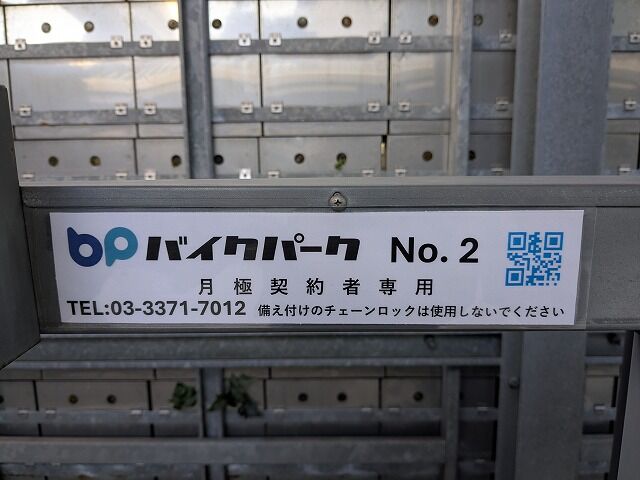 bp バイクパーク No. 2
月極契約者専用
TEL:03-3371-7012 備え付けのチェーンロックは使用しないでください